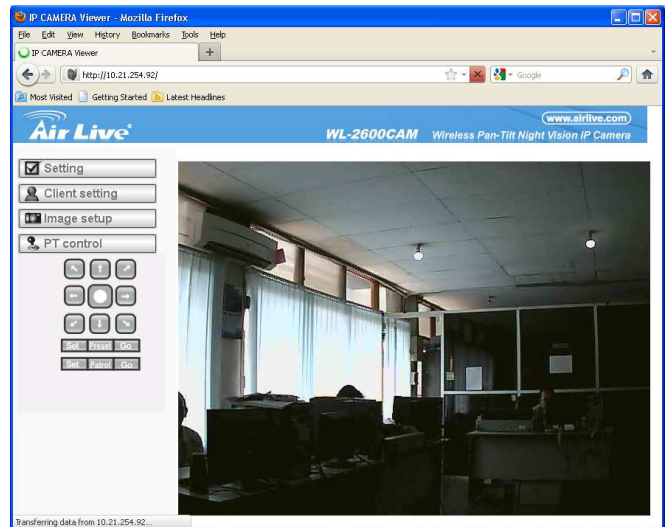 IP CAMERA Viewer - Mozilla Firefox
File Edit View History Bookmarks Tools Help
IP CAMERA Viewer +
http://10.21.254.92/
Google
Most Visited Getting Started Latest Headlines
Air Live®
WL-2600CAM Wireless Pan-Tilt Night Vision IP Camera
www.airlive.com
Setting
Client setting
Image setup
PT control
Set Preset Go
Set Patrol Go
Transferring data from 10.21.254.92...